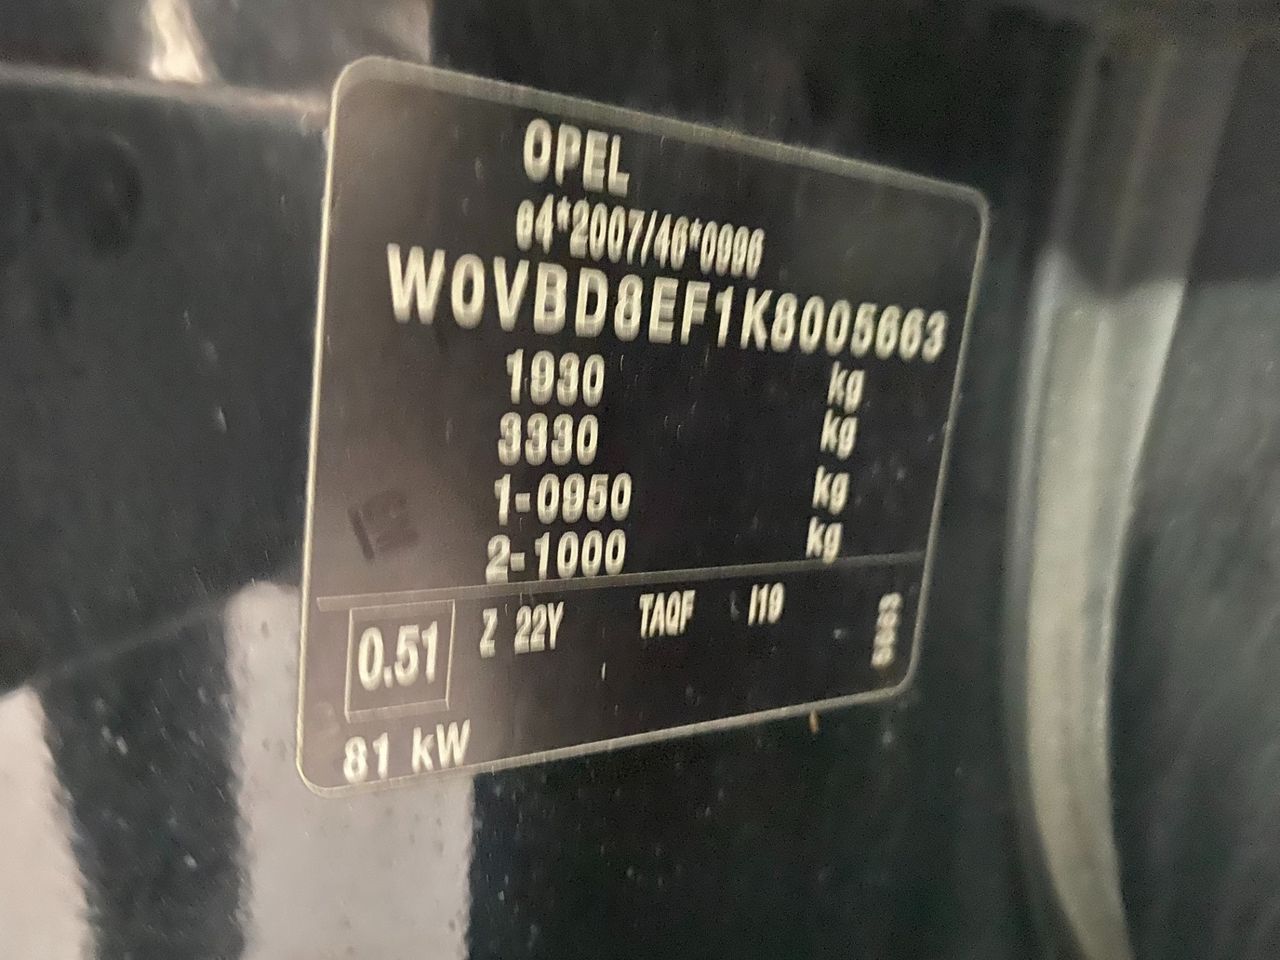 OPEL
e4*2007/46*0996
W0VBD8EF1K8005663
1930 kg
3330 kg
1-0950 kg
2-1000 kg
0.51 Z 22Y TAQF I19
5663
81 kW